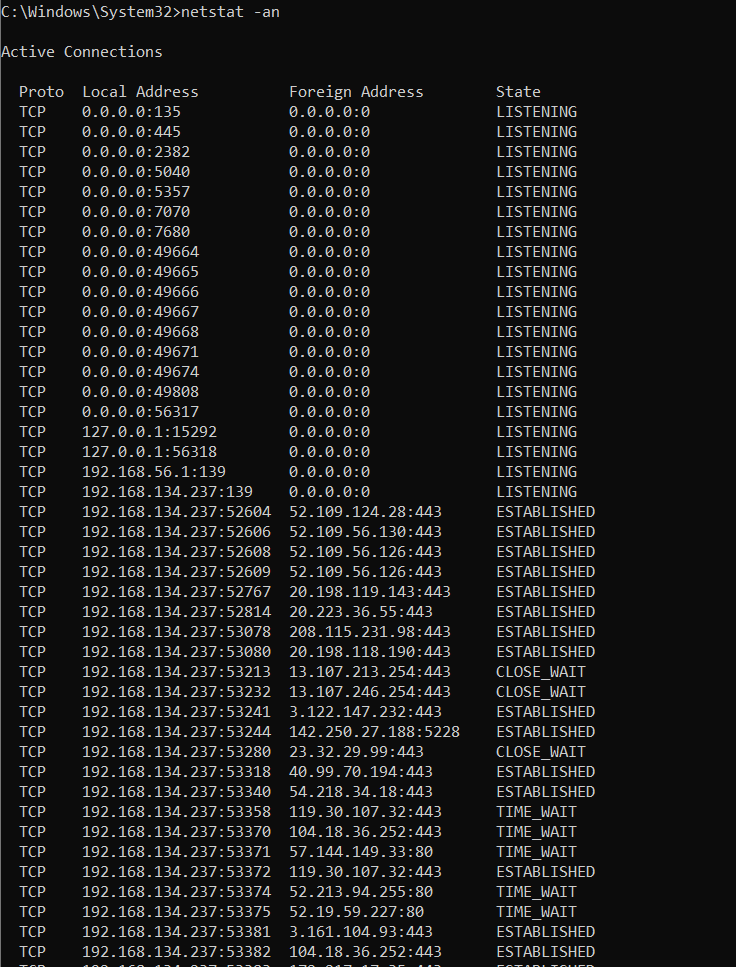 C:\Windows\System32>netstat -an
Active Connections
Proto Local Address Foreign Address State
TCP 0.0.0.0:135 0.0.0.0:0 LISTENING
TCP 0.0.0.0:445 0.0.0.0:0 LISTENING
TCP 0.0.0.0:2382 0.0.0.0:0 LISTENING
TCP 0.0.0.0:5040 0.0.0.0:0 LISTENING
TCP 0.0.0.0:5357 0.0.0.0:0 LISTENING
TCP 0.0.0.0:7070 0.0.0.0:0 LISTENING
TCP 0.0.0.0:7680 0.0.0.0:0 LISTENING
TCP 0.0.0.0:49664 0.0.0.0:0 LISTENING
TCP 0.0.0.0:49665 0.0.0.0:0 LISTENING
TCP 0.0.0.0:49666 0.0.0.0:0 LISTENING
TCP 0.0.0.0:49667 0.0.0.0:0 LISTENING
TCP 0.0.0.0:49668 0.0.0.0:0 LISTENING
TCP 0.0.0.0:49671 0.0.0.0:0 LISTENING
TCP 0.0.0.0:49674 0.0.0.0:0 LISTENING
TCP 0.0.0.0:49808 0.0.0.0:0 LISTENING
TCP 0.0.0.0:56317 0.0.0.0:0 LISTENING
TCP 127.0.0.1:15292 0.0.0.0:0 LISTENING
TCP 127.0.0.1:56318 0.0.0.0:0 LISTENING
TCP 192.168.56.1:139 0.0.0.0:0 LISTENING
TCP 192.168.134.237:139 0.0.0.0:0 LISTENING
TCP 192.168.134.237:52604 52.109.124.28:443 ESTABLISHED
TCP 192.168.134.237:52606 52.109.56.130:443 ESTABLISHED
TCP 192.168.134.237:52608 52.109.56.126:443 ESTABLISHED
TCP 192.168.134.237:52609 52.109.56.126:443 ESTABLISHED
TCP 192.168.134.237:52767 20.198.119.143:443 ESTABLISHED
TCP 192.168.134.237:52814 20.223.36.55:443 ESTABLISHED
TCP 192.168.134.237:53078 208.115.231.98:443 ESTABLISHED
TCP 192.168.134.237:53080 20.198.118.190:443 ESTABLISHED
TCP 192.168.134.237:53213 13.107.213.254:443 CLOSE_WAIT
TCP 192.168.134.237:53232 13.107.246.254:443 CLOSE_WAIT
TCP 192.168.134.237:53241 3.122.147.232:443 ESTABLISHED
TCP 192.168.134.237:53244 142.250.27.188:5228 ESTABLISHED
TCP 192.168.134.237:53280 23.32.29.99:443 CLOSE_WAIT
TCP 192.168.134.237:53318 40.99.70.194:443 ESTABLISHED
TCP 192.168.134.237:53340 54.218.34.18:443 ESTABLISHED
TCP 192.168.134.237:53358 119.30.107.32:443 TIME_WAIT
TCP 192.168.134.237:53370 104.18.36.252:443 TIME_WAIT
TCP 192.168.134.237:53371 57.144.149.33:80 TIME_WAIT
TCP 192.168.134.237:53372 119.30.107.32:443 ESTABLISHED
TCP 192.168.134.237:53374 52.213.94.255:80 TIME_WAIT
TCP 192.168.134.237:53375 52.19.59.227:80 TIME_WAIT
TCP 192.168.134.237:53381 3.161.104.93:443 ESTABLISHED
TCP 192.168.134.237:53382 104.18.36.252:443 ESTABLISHED
TCP